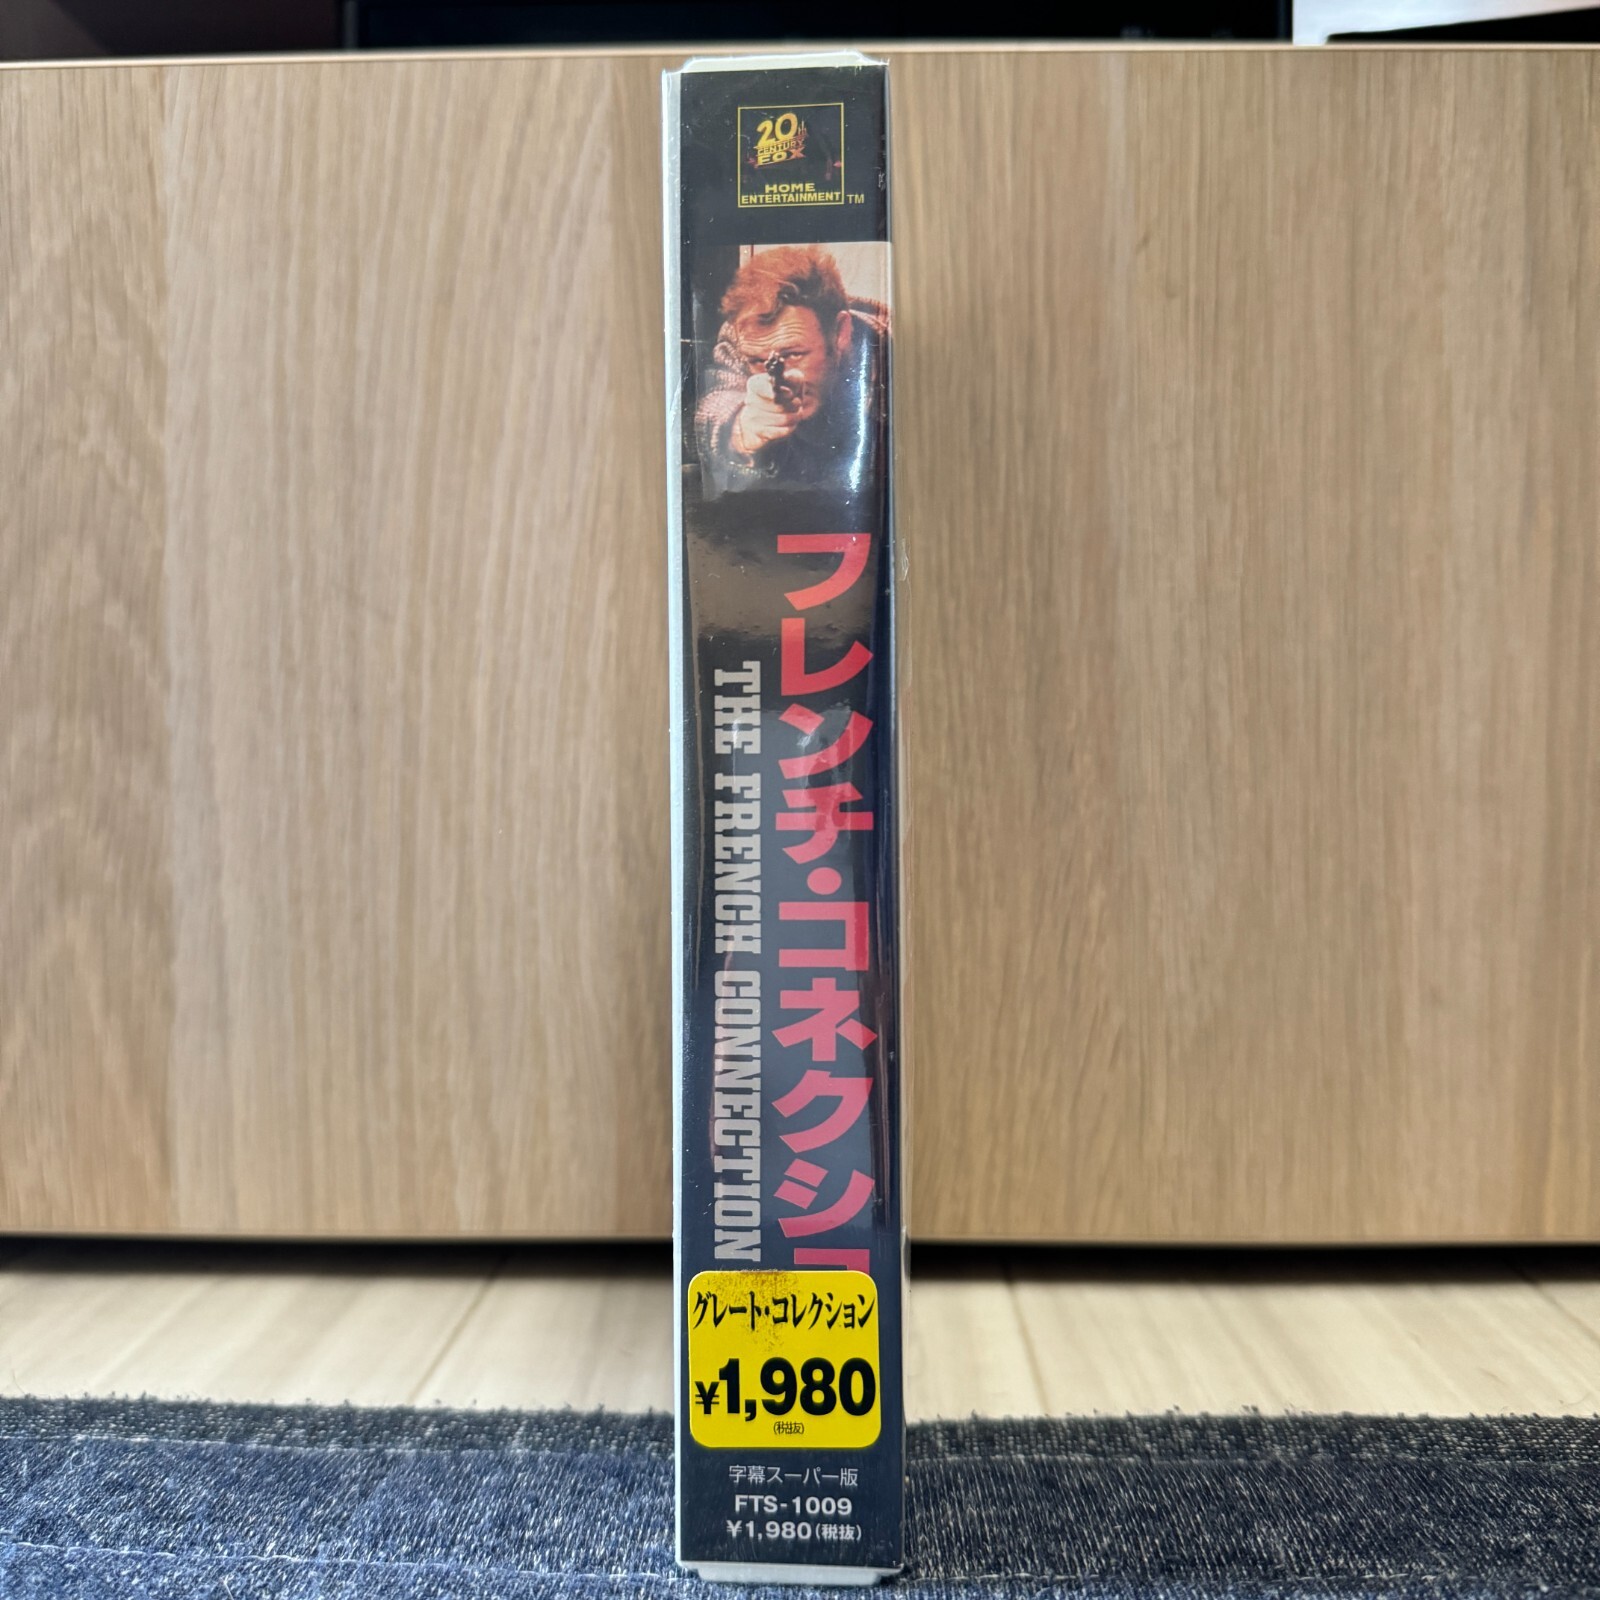 20th
CENTURY
FOX
HOME
ENTERTAINMENT TM
フレンチ・コネクショ
THE FRENCH CONNECTION
グレート・コレクション
¥1,980
(税抜)
字幕スーパー版
FTS-1009
¥1,980(税抜)